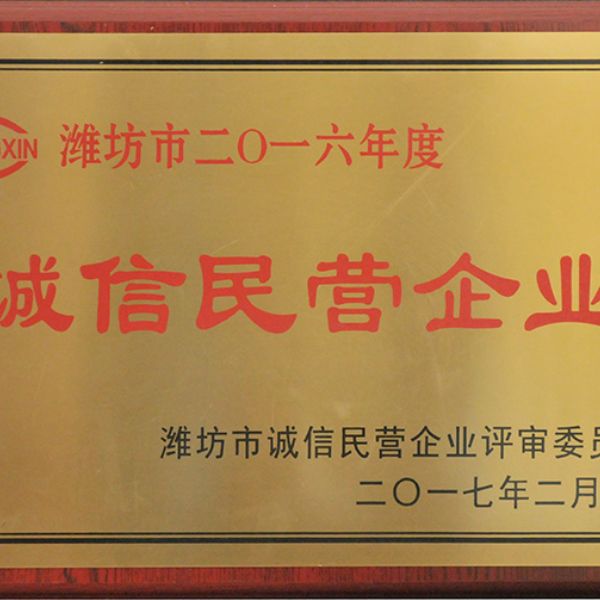 XIN 潍坊市二〇一六年度
诚信民营企业
潍坊市诚信民营企业评审委员
二〇一七年二月